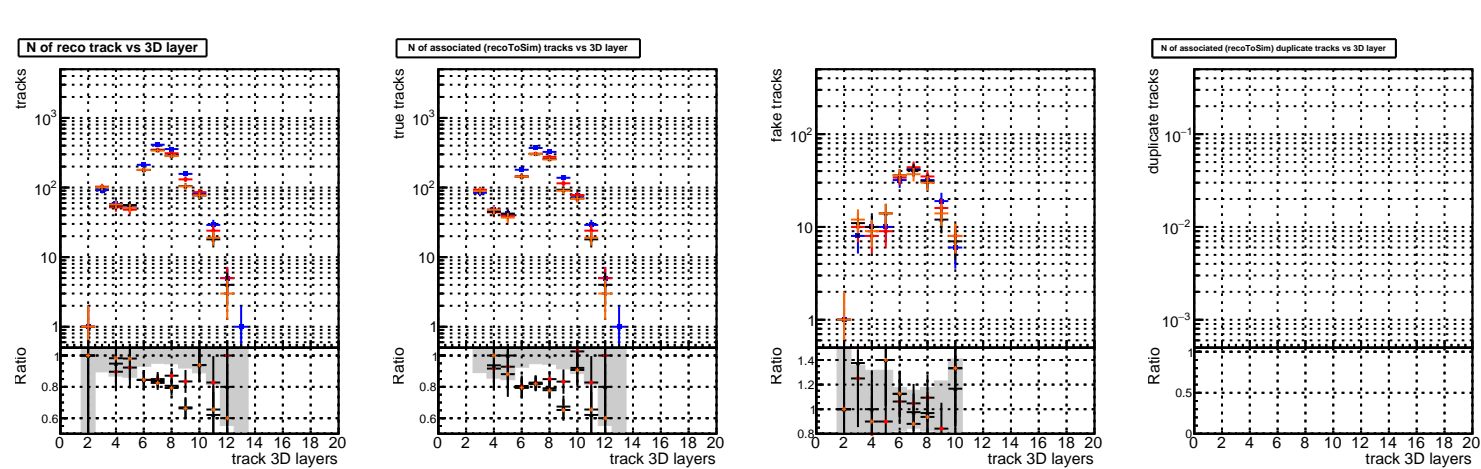 N of reco track vs 3D layer
tracks
10³
10²
10
1
Ratio
1
0.8
0.6
0 2 4 6 8 10 12 14 16 18 20
track 3D layers
N of associated (recoToSim) tracks vs 3D layer
true tracks
10³
10²
10
1
Ratio
1
0.8
0.6
0 2 4 6 8 10 12 14 16 18 20
track 3D layers
fake tracks
10²
10
1
Ratio
1.4
1.2
1
0.8
0 2 4 6 8 10 12 14 16 18 20
track 3D layers
N of associated (recoToSim) duplicate tracks vs 3D layer
duplicate tracks
10⁻¹
10⁻²
10⁻³
Ratio
1
0.5
0
0 2 4 6 8 10 12 14 16 18 20
track 3D layers